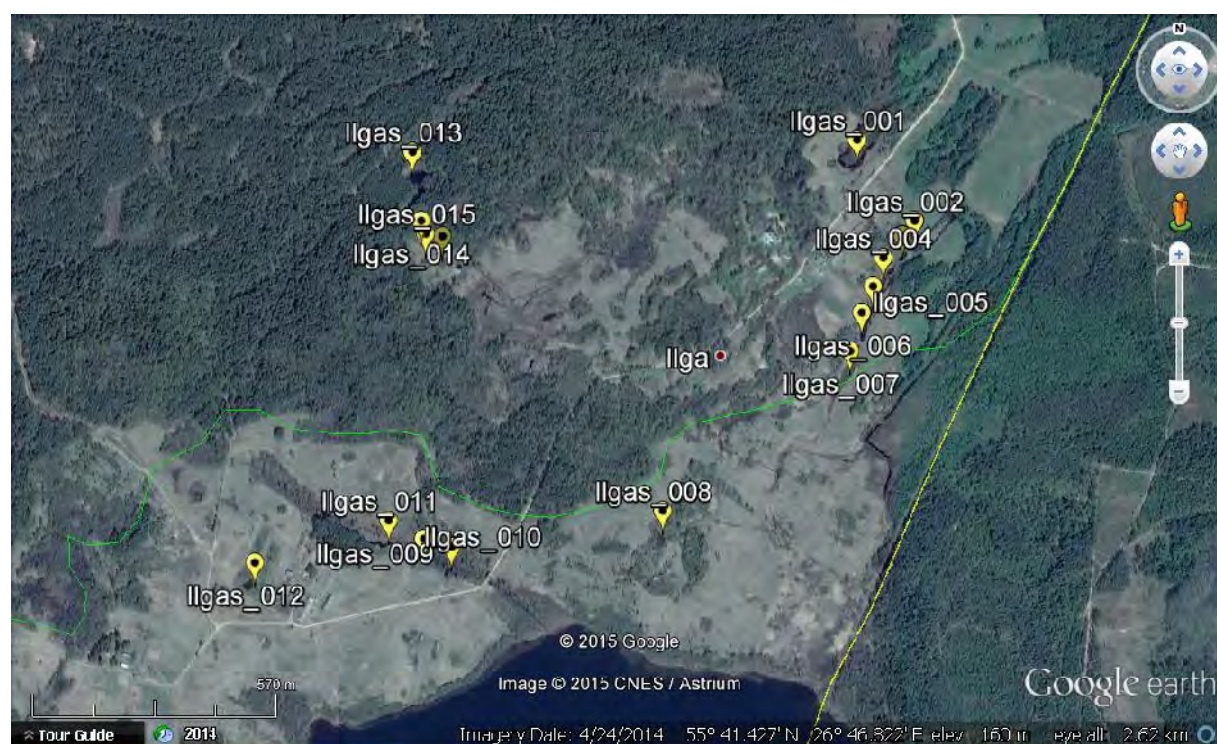 N
Ilgas_001
Ilgas_013
Ilgas_002
Ilgas_015
Ilgas_004
Ilgas_014
Ilgas_005
Ilga
Ilgas_006
Ilgas_007
Ilgas_008
Ilgas_011
Ilgas_010
Ilgas_009
Ilgas_012
© 2015 Google
570 m
Image © 2015 CNES / Astrium
Google earth
Tour Guide
2014
Imagery Date: 4/24/2014 55° 41.427' N 26° 46.822' E elev 160 m eye alt 2.62 km